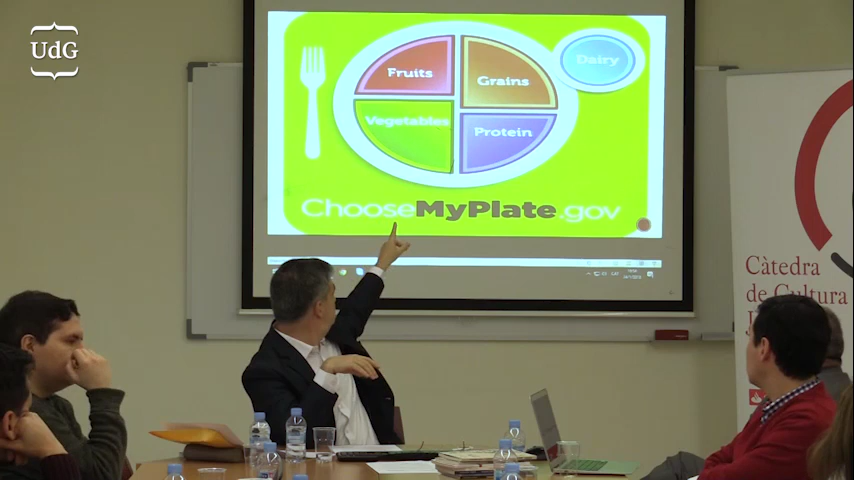 UdG
Fruits
Grains
Dairy
Vegetables
Protein
ChooseMyPlate.gov
Càtedra
de Cultura